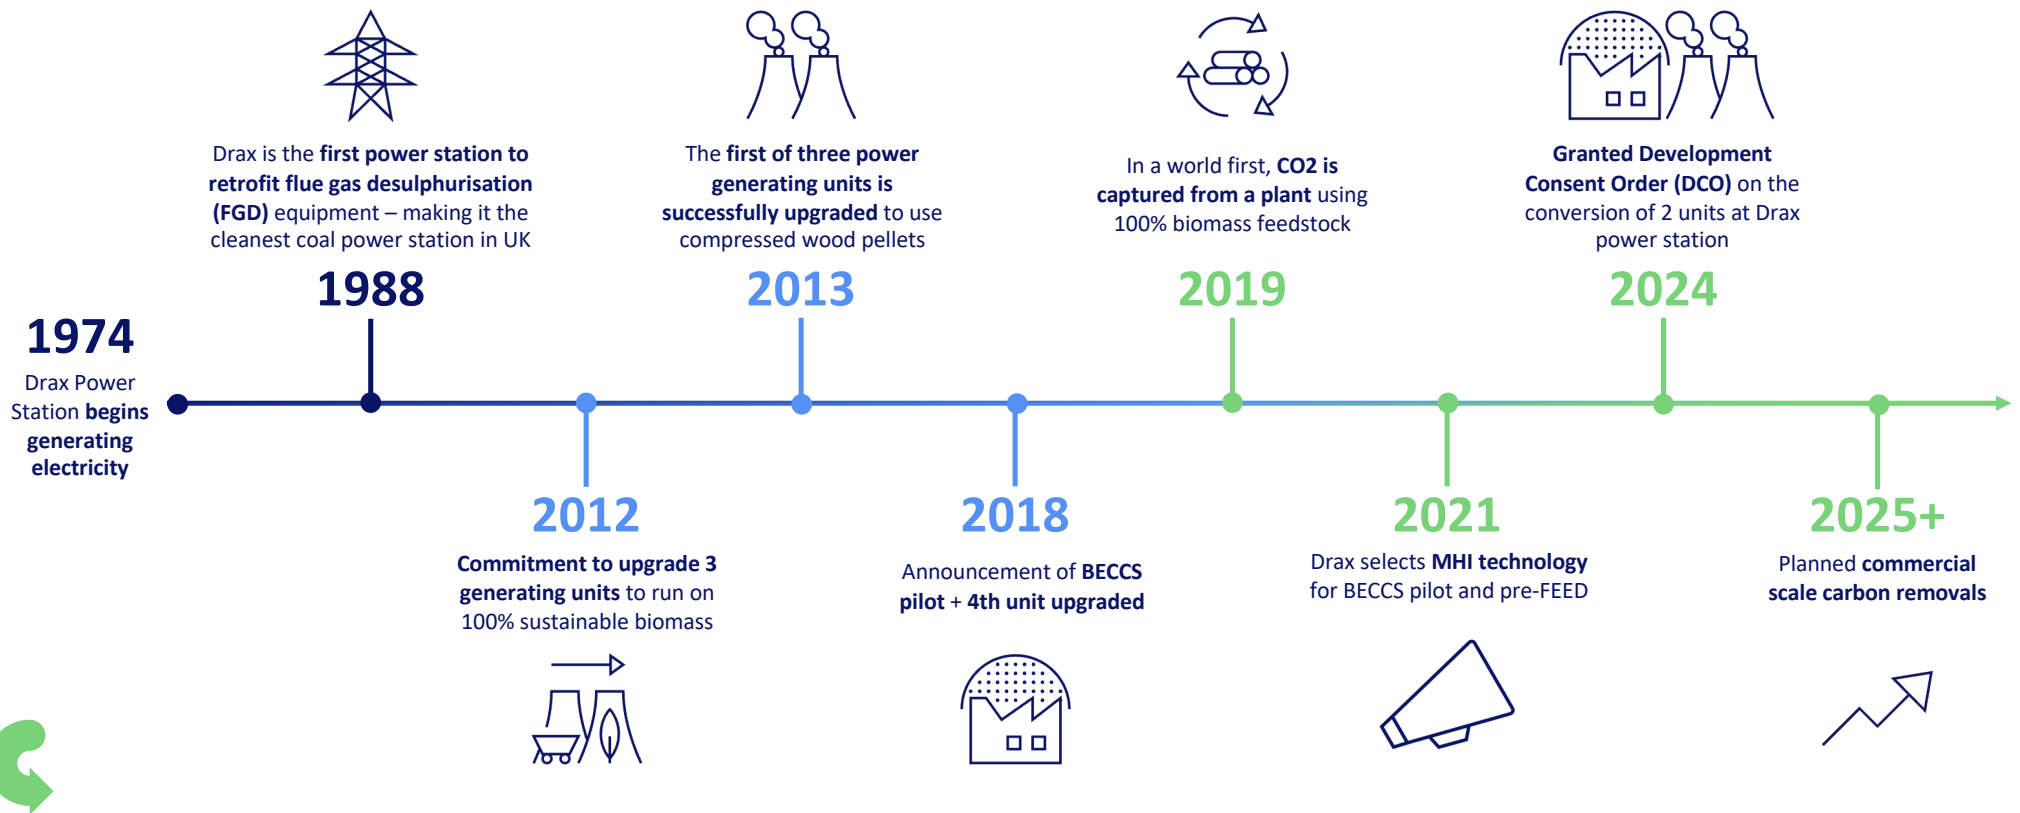 1974
Drax Power
Station begins
generating
electricity
Drax is the first power station to
retrofit flue gas desulphurisation
(FGD) equipment – making it the
cleanest coal power station in UK
1988
2012
Commitment to upgrade 3
generating units to run on
100% sustainable biomass
The first of three power
generating units is
successfully upgraded to use
compressed wood pellets
2013
2018
Announcement of BECCS
pilot + 4th unit upgraded
In a world first, CO2 is
captured from a plant using
100% biomass feedstock
2019
2021
Drax selects MHI technology
for BECCS pilot and pre-FEED
Granted Development
Consent Order (DCO) on the
conversion of 2 units at Drax
power station
2024
2025+
Planned commercial
scale carbon removals